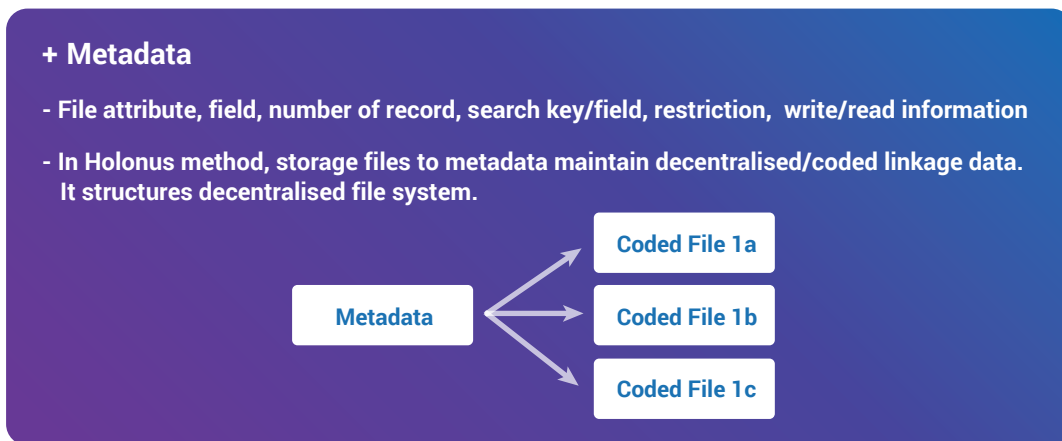 + Metadata
- File attribute, field, number of record, search key/field, restriction,  write/read information
- In Holonus method, storage files to metadata maintain decentralised/coded linkage data.
It structures decentralised file system.
Coded File 1a
Metadata
Coded File 1b
Coded File 1c